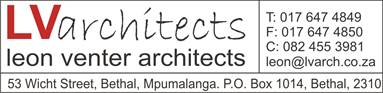 LVarchitects
leon venter architects
T: 017 647 4849
F: 017 647 4850
C: 082 455 3981
leon@lvarch.co.za
53 Wicht Street, Bethal, Mpumalanga. P.O. Box 1014, Bethal, 2310